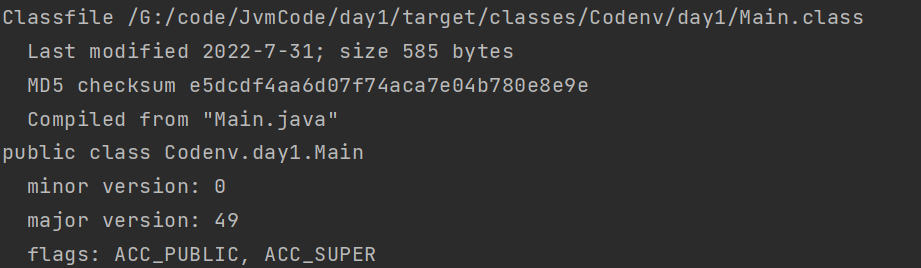 Classfile /G:/code/JvmCode/day1/target/classes/Codenv/day1/Main.class
Last modified 2022-7-31; size 585 bytes
MD5 checksum e5dcdf4aa6d07f74aca7e04b780e8e9e
Compiled from "Main.java"
public class Codenv.day1.Main
minor version: 0
major version: 49
flags: ACC_PUBLIC, ACC_SUPER